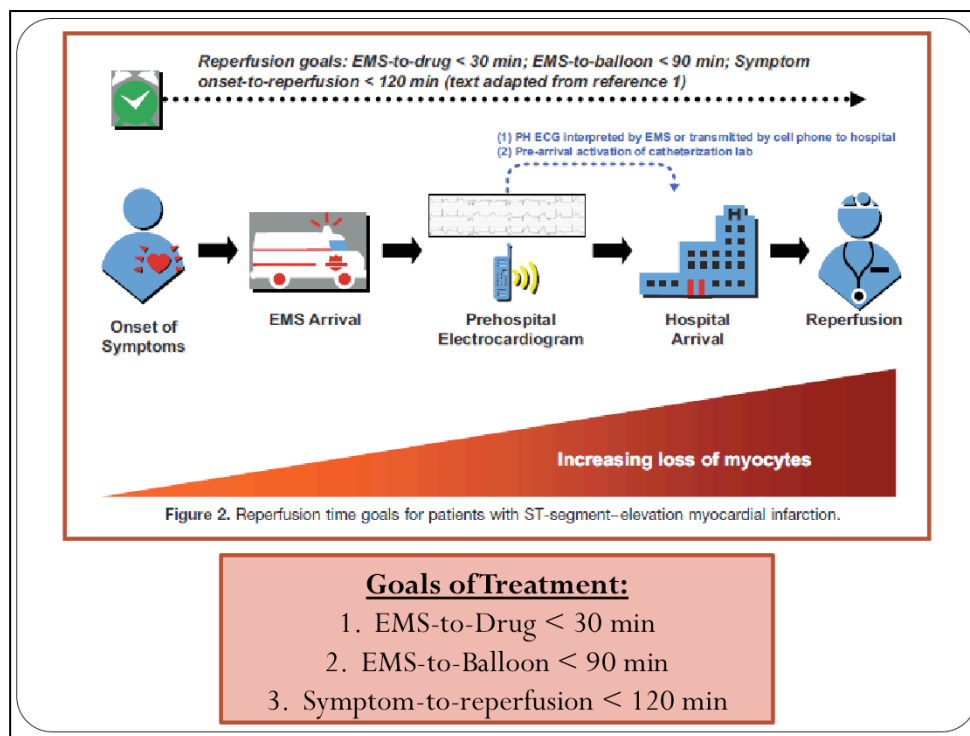 Reperfusion goals: EMS-to-drug < 30 min; EMS-to-balloon < 90 min; Symptom
onset-to-reperfusion < 120 min (text adapted from reference 1)
(1) PH ECG interpreted by EMS or transmitted by cell phone to hospital
(2) Pre-arrival activation of catheterization lab
H
Onset of
Symptoms
EMS Arrival
Prehospital
Electrocardiogram
Hospital
Arrival
Reperfusion
Increasing loss of myocytes
Figure 2. Reperfusion time goals for patients with ST-segment–elevation myocardial infarction.
Goals of Treatment:
1. EMS-to-Drug < 30 min
2. EMS-to-Balloon < 90 min
3. Symptom-to-reperfusion < 120 min